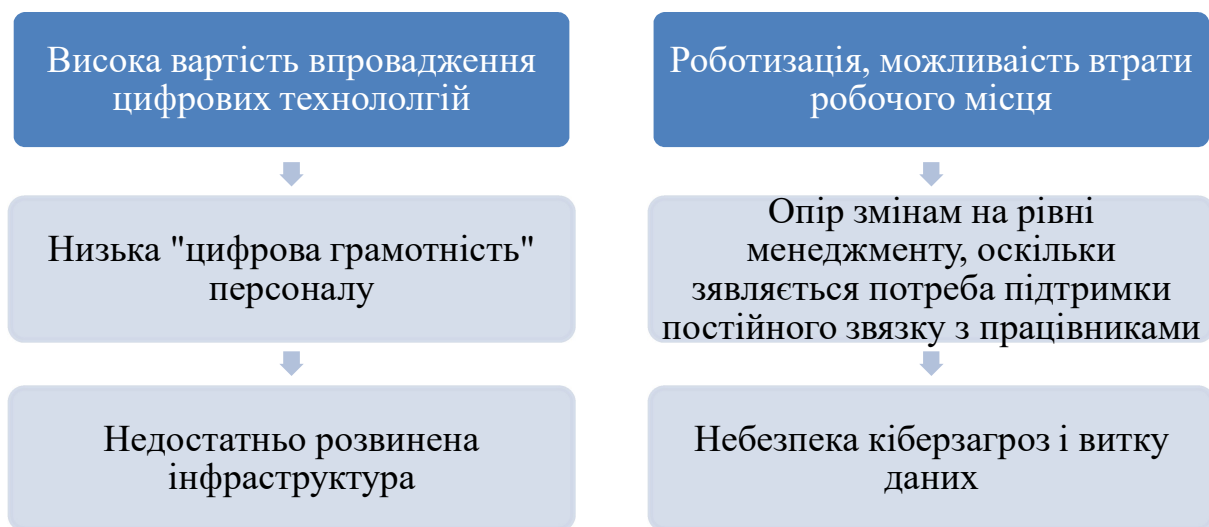 Висока вартість впровадження
цифрових технололгій
Низька "цифрова грамотність"
персоналу
Недостатньо розвинена
інфраструктура
Роботизація, можливаість втрати
робочого місця
Опір змінам на рівні
менеджменту, оскільки
зявляється потреба підтримки
постійного звязку з працівниками
Небезпека кіберзагроз і витку
даних